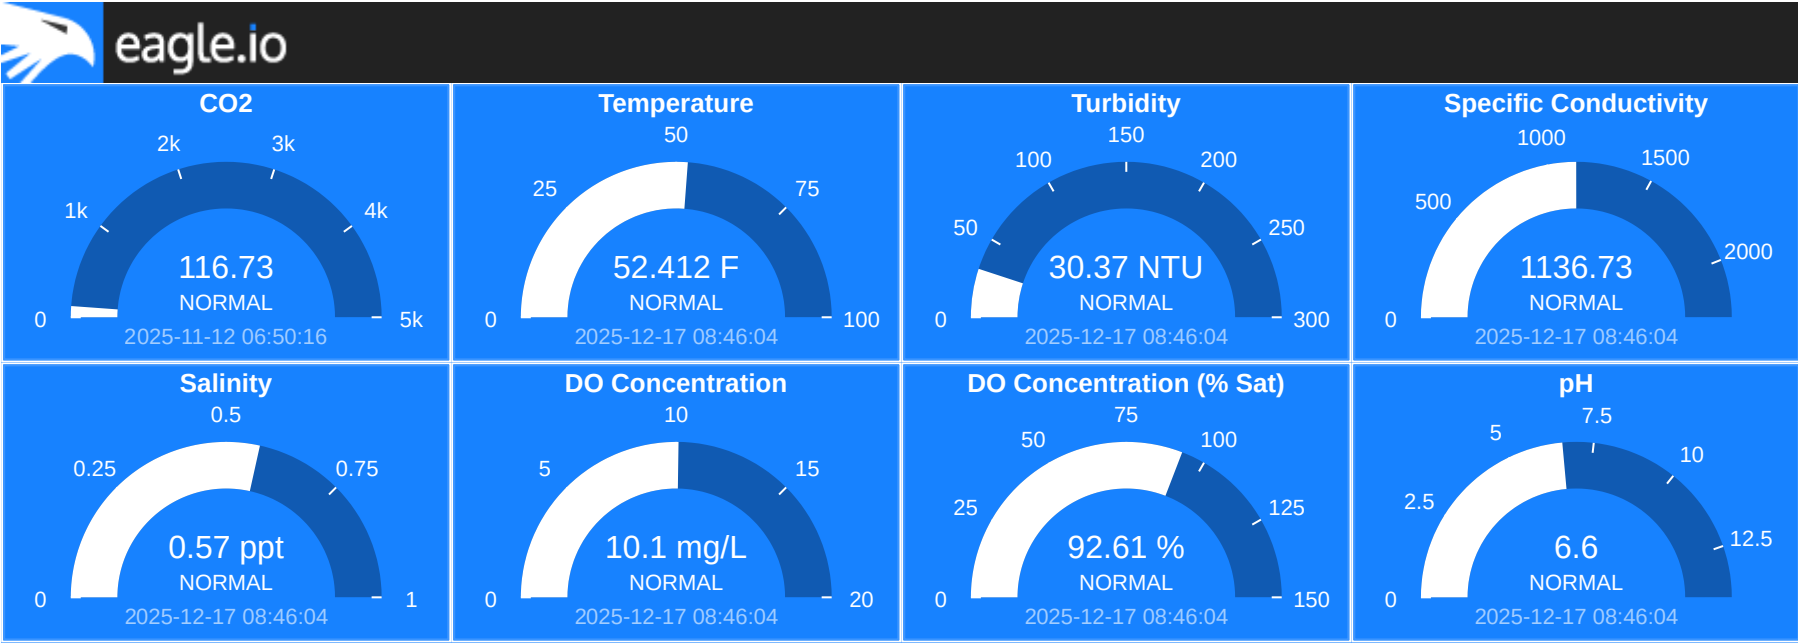 eagle.io
CO2
0
1k
2k
3k
4k
5k
116.73
NORMAL
2025-11-12 06:50:16
Temperature
0
25
50
75
100
52.412 F
NORMAL
2025-12-17 08:46:04
Turbidity
0
50
100
150
200
250
300
30.37 NTU
NORMAL
2025-12-17 08:46:04
Specific Conductivity
0
500
1000
1500
2000
1136.73
NORMAL
2025-12-17 08:46:04
Salinity
0
0.25
0.5
0.75
1
0.57 ppt
NORMAL
2025-12-17 08:46:04
DO Concentration
0
5
10
15
20
10.1 mg/L
NORMAL
2025-12-17 08:46:04
DO Concentration (% Sat)
0
25
50
75
100
125
150
92.61 %
NORMAL
2025-12-17 08:46:04
pH
0
2.5
5
7.5
10
12.5
6.6
NORMAL
2025-12-17 08:46:04